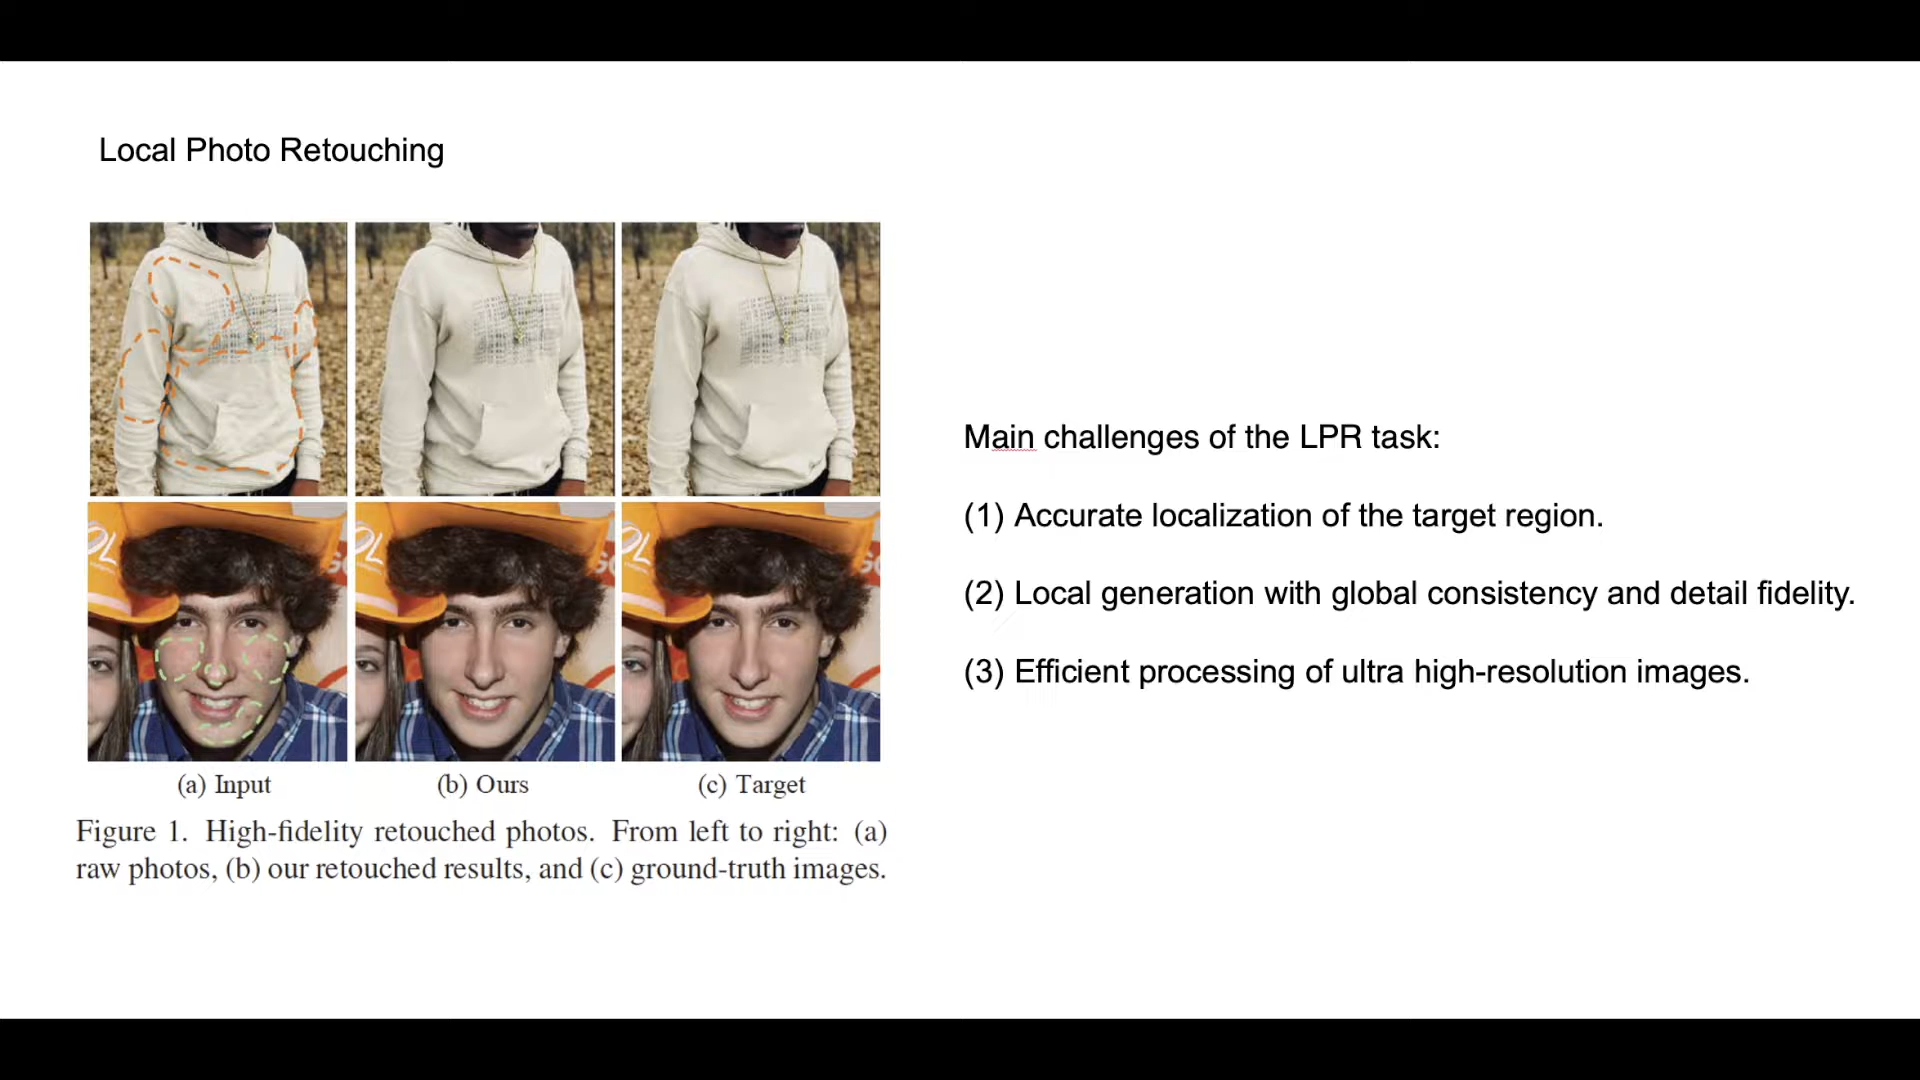 Local Photo Retouching
OL
(a) Input
(b) Ours
(c) Target
Figure 1. High-fidelity retouched photos. From left to right: (a)
raw photos, (b) our retouched results, and (c) ground-truth images.
Main challenges of the LPR task:
(1) Accurate localization of the target region.
(2) Local generation with global consistency and detail fidelity.
(3) Efficient processing of ultra high-resolution images.